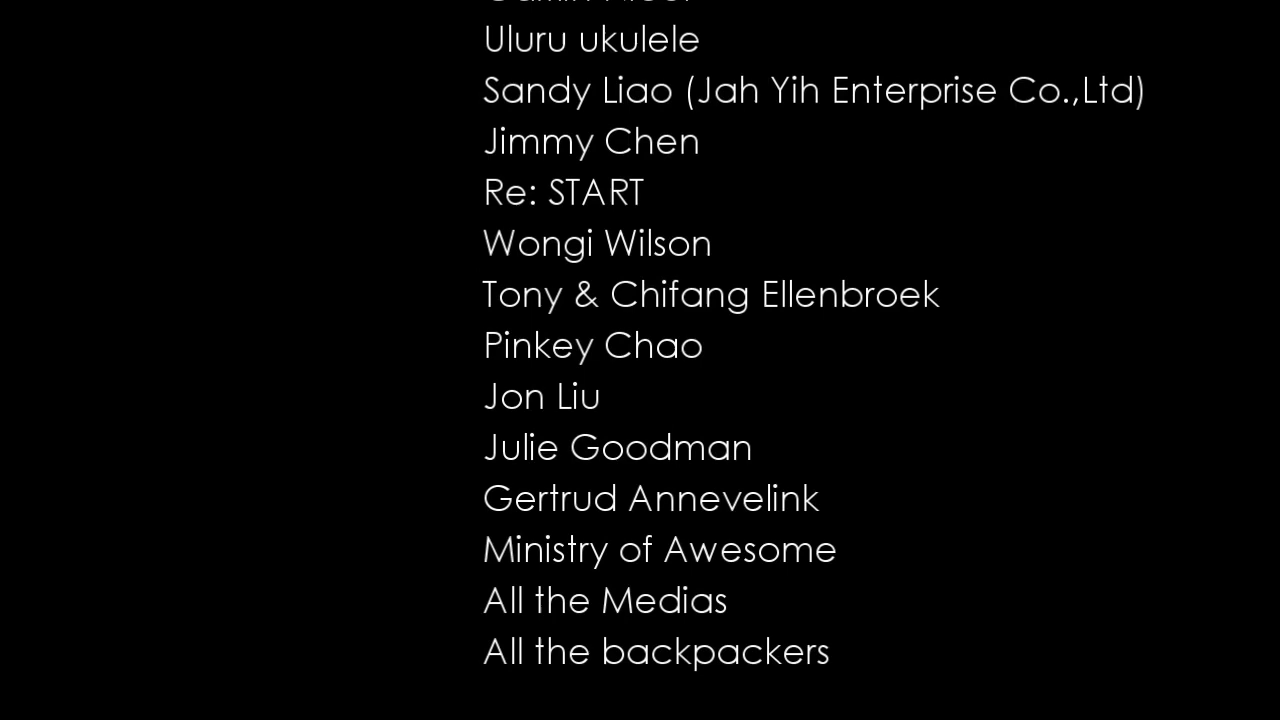 Uluru ukulele
Sandy Liao (Jah Yih Enterprise Co.,Ltd)
Jimmy Chen
Re: START
Wongi Wilson
Tony & Chifang Ellenbroek
Pinkey Chao
Jon Liu
Julie Goodman
Gertrud Annevelink
Ministry of Awesome
All the Medias
All the backpackers